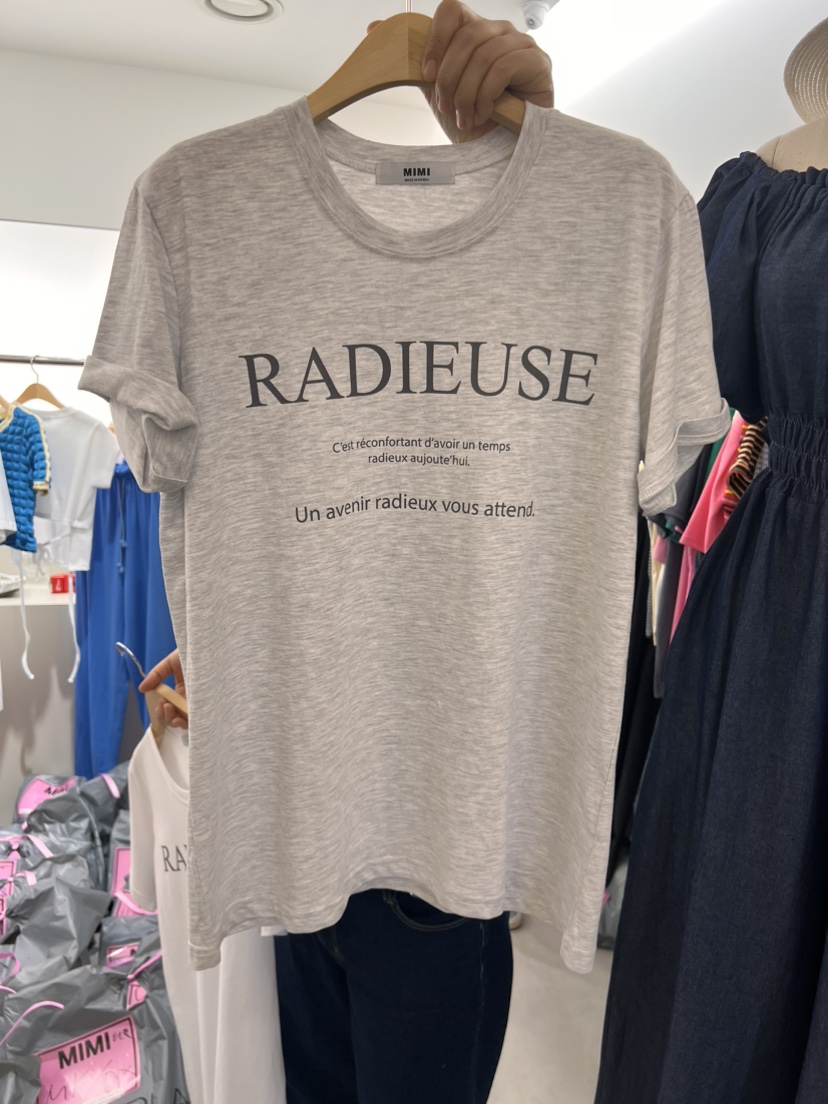 MIMI
RADIEUSE
C'est réconfortant d'avoir un temps
radieux aujoute'hui.
Un avenir radieux vous attend.
RA
MIMI